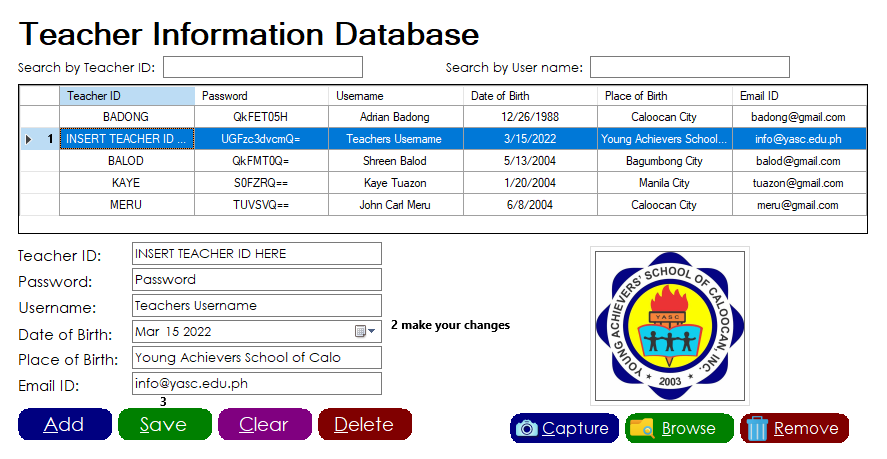 Teacher Information Database
Search by Teacher ID: Search by User name:
Teacher ID Password Username Date of Birth Place of Birth Email ID
BADONG QkFET05H Adrian Badong 12/26/1988 Caloocan City badong@gmail.com
1 INSERT TEACHER ID ... UGFzc3dvcmQ= Teachers Username 3/15/2022 Young Achievers School... info@yasc.edu.ph
BALOD QkFMT0Q= Shreen Balod 5/13/2004 Bagumbong City balod@gmail.com
KAYE S0FZRQ== Kaye Tuazon 1/20/2004 Manila City tuazon@gmail.com
MERU TUVSVQ== John Carl Meru 6/8/2004 Caloocan City meru@gmail.com
Teacher ID: INSERT TEACHER ID HERE
Password: Password
Username: Teachers Username
Date of Birth: Mar 15 2022 2 make your changes
Place of Birth: Young Achievers School of Calo
Email ID: info@yasc.edu.ph
3
Add Save Clear Delete
YOUNG ACHIEVERS' SCHOOL OF CALOOCAN, INC.
YASC
2003
Capture Browse Remove